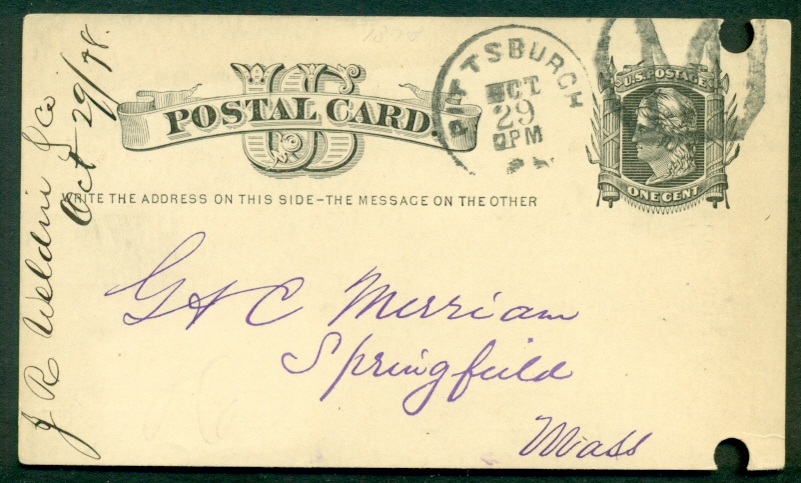 US
POSTAL CARD.
WRITE THE ADDRESS ON THIS SIDE–THE MESSAGE ON THE OTHER
PITTSBURGH
OCT
29
PM
U.S. POSTAGE
ONE CENT
G & C Merriam
Springfield
Mass
J R Weldin & Co
Oct 29/78.